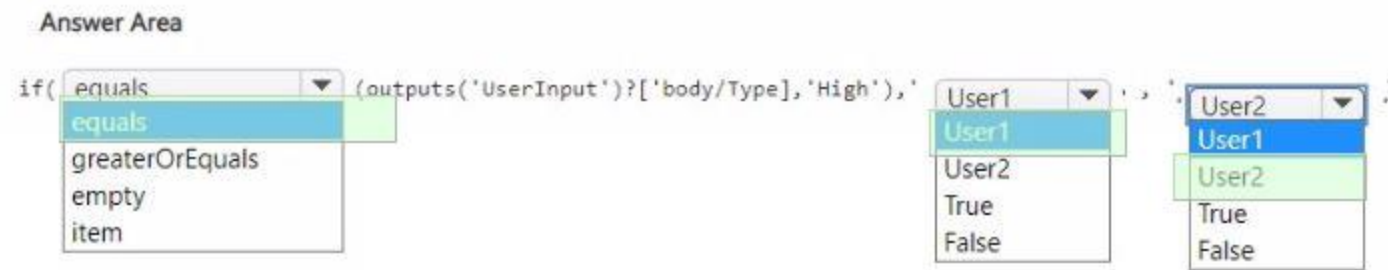 Answer Area
if( equals (outputs('UserInput')?['body/Type],'High'),' User1 ' , '. User2 '
equals
greaterOrEquals
empty
item
User1
User2
True
False
User1
User2
True
False